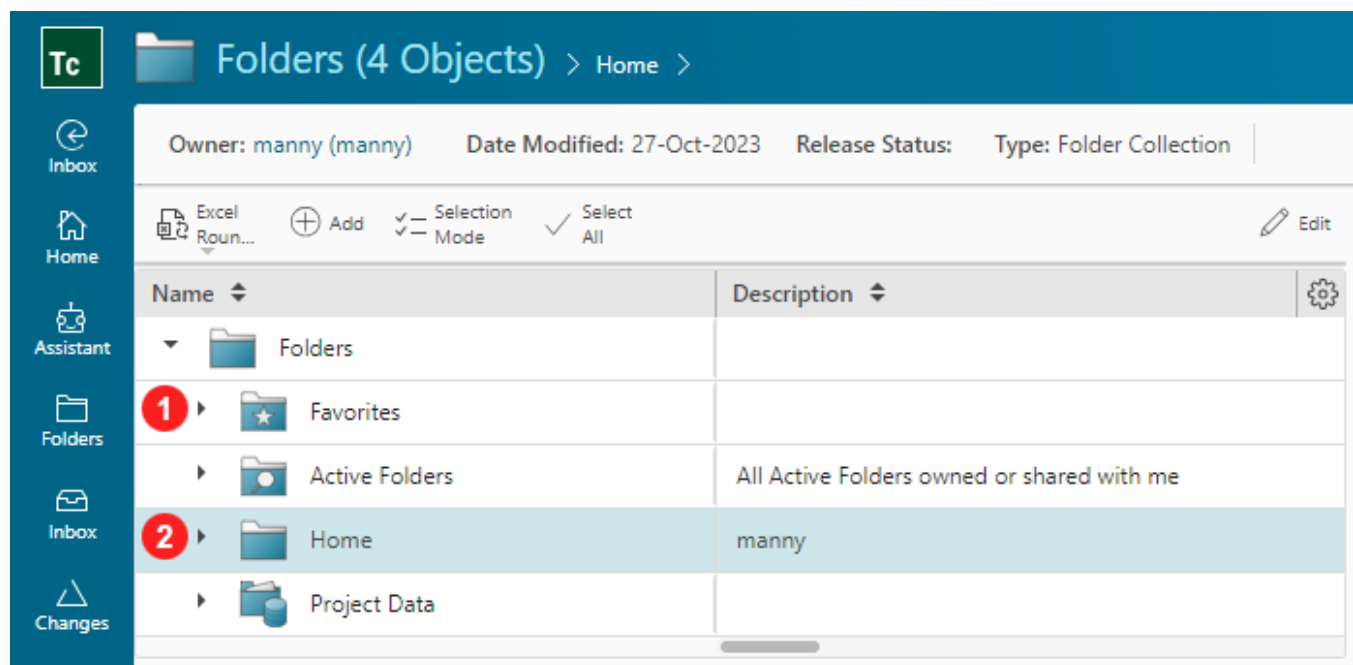 Tc
Folders (4 Objects) > Home >
Inbox
Home
Assistant
Folders
Inbox
Changes
Owner: manny (manny) Date Modified: 27-Oct-2023 Release Status: Type: Folder Collection
Excel
Roun...
Add
Selection
Mode
Select
All
Edit
Name Description
Folders
1 Favorites
Active Folders All Active Folders owned or shared with me
2 Home manny
Project Data